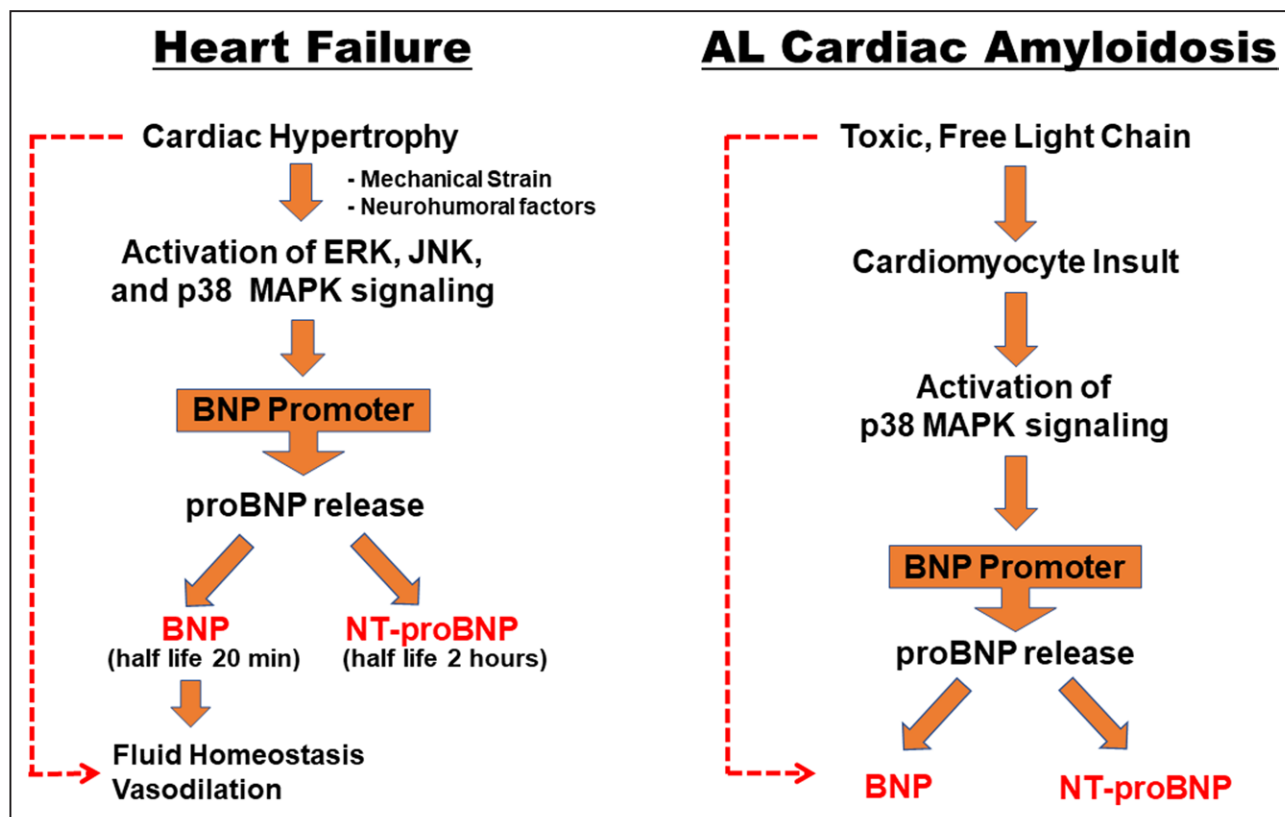 Heart Failure
Cardiac Hypertrophy
- Mechanical Strain
- Neurohumoral factors
Activation of ERK, JNK,
and p38 MAPK signaling
BNP Promoter
proBNP release
BNP
(half life 20 min)
NT-proBNP
(half life 2 hours)
Fluid Homeostasis
Vasodilation
AL Cardiac Amyloidosis
Toxic, Free Light Chain
Cardiomyocyte Insult
Activation of
p38 MAPK signaling
BNP Promoter
proBNP release
BNP
NT-proBNP